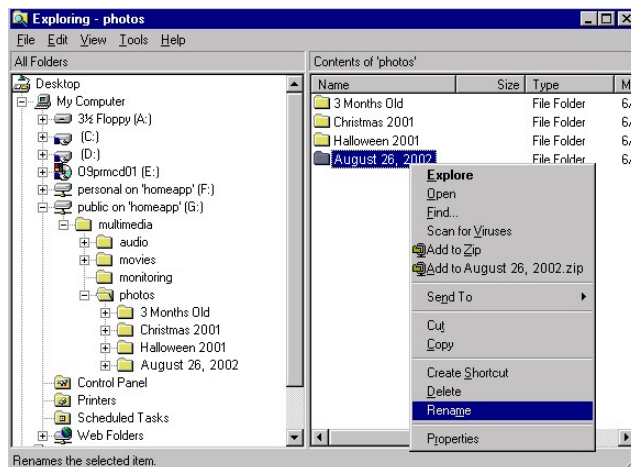 Exploring - photos
File Edit View Tools Help
All Folders
Contents of 'photos'
Desktop
My Computer
3½ Floppy (A:)
(C:)
(D:)
09prmcd01 (E:)
personal on 'homeapp' (F:)
public on 'homeapp' (G:)
multimedia
audio
movies
monitoring
photos
3 Months Old
Christmas 2001
Halloween 2001
August 26, 2002
Control Panel
Printers
Scheduled Tasks
Web Folders
Name Size Type M
3 Months Old File Folder 6/
Christmas 2001 File Folder 6/
Halloween 2001 File Folder 6/
August 26, 2002 File Folder 6/
Explore
Open
Find...
Scan for Viruses
Add to Zip
Add to August 26, 2002.zip
Send To
Cut
Copy
Create Shortcut
Delete
Rename
Properties
Renames the selected item.